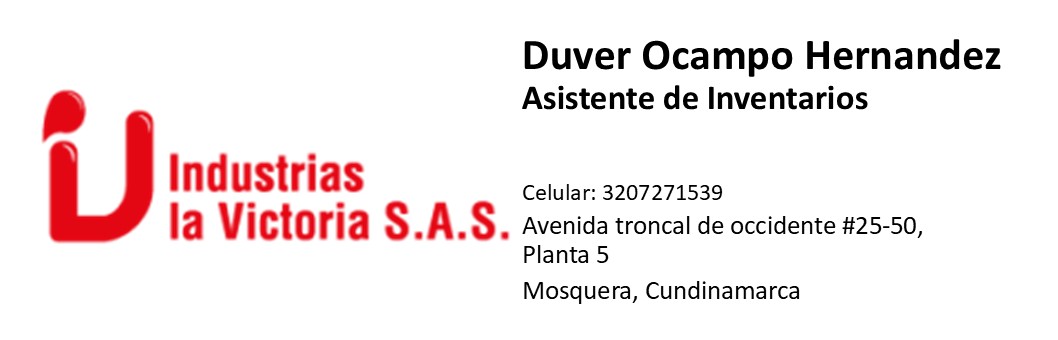 Industrias
la Victoria S.A.S.
Duver Ocampo Hernandez
Asistente de Inventarios
Celular: 3207271539
Avenida troncal de occidente #25-50,
Planta 5
Mosquera, Cundinamarca